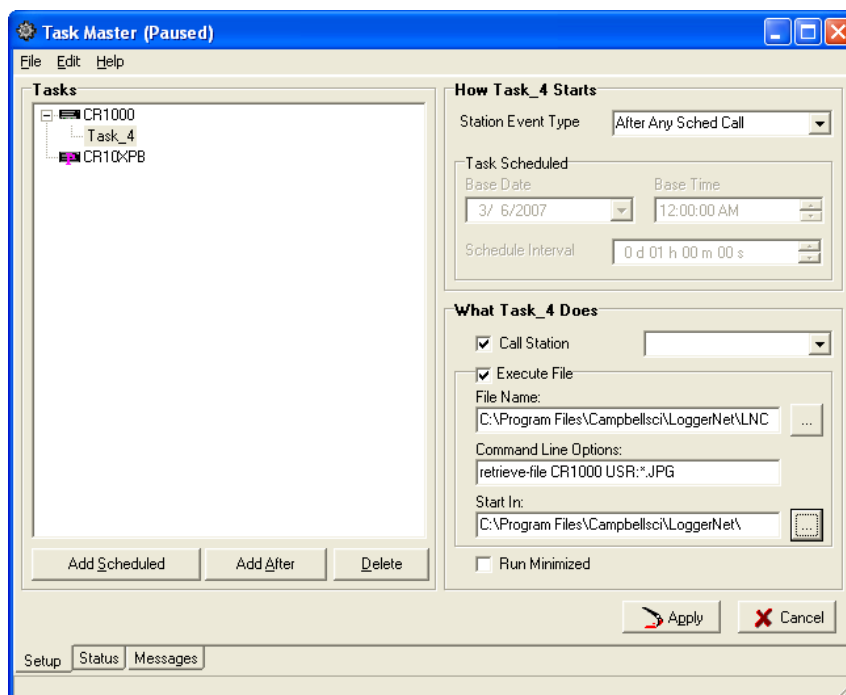 Task Master (Paused)
File Edit Help
Tasks
CR1000
Task_4
CR10XPB
Add Scheduled
Add After
Delete
How Task_4 Starts
Station Event Type
After Any Sched Call
Task Scheduled
Base Date
Base Time
3/ 6/2007
12:00:00 AM
Schedule Interval
0 d 01 h 00 m 00 s
What Task_4 Does
Call Station
Execute File
File Name:
C:\Program Files\Campbellsci\LoggerNet\LNC
...
Command Line Options:
retrieve-file CR1000 USR:*.JPG
Start In:
C:\Program Files\Campbellsci\LoggerNet\
...
Run Minimized
Apply
Cancel
Setup
Status
Messages